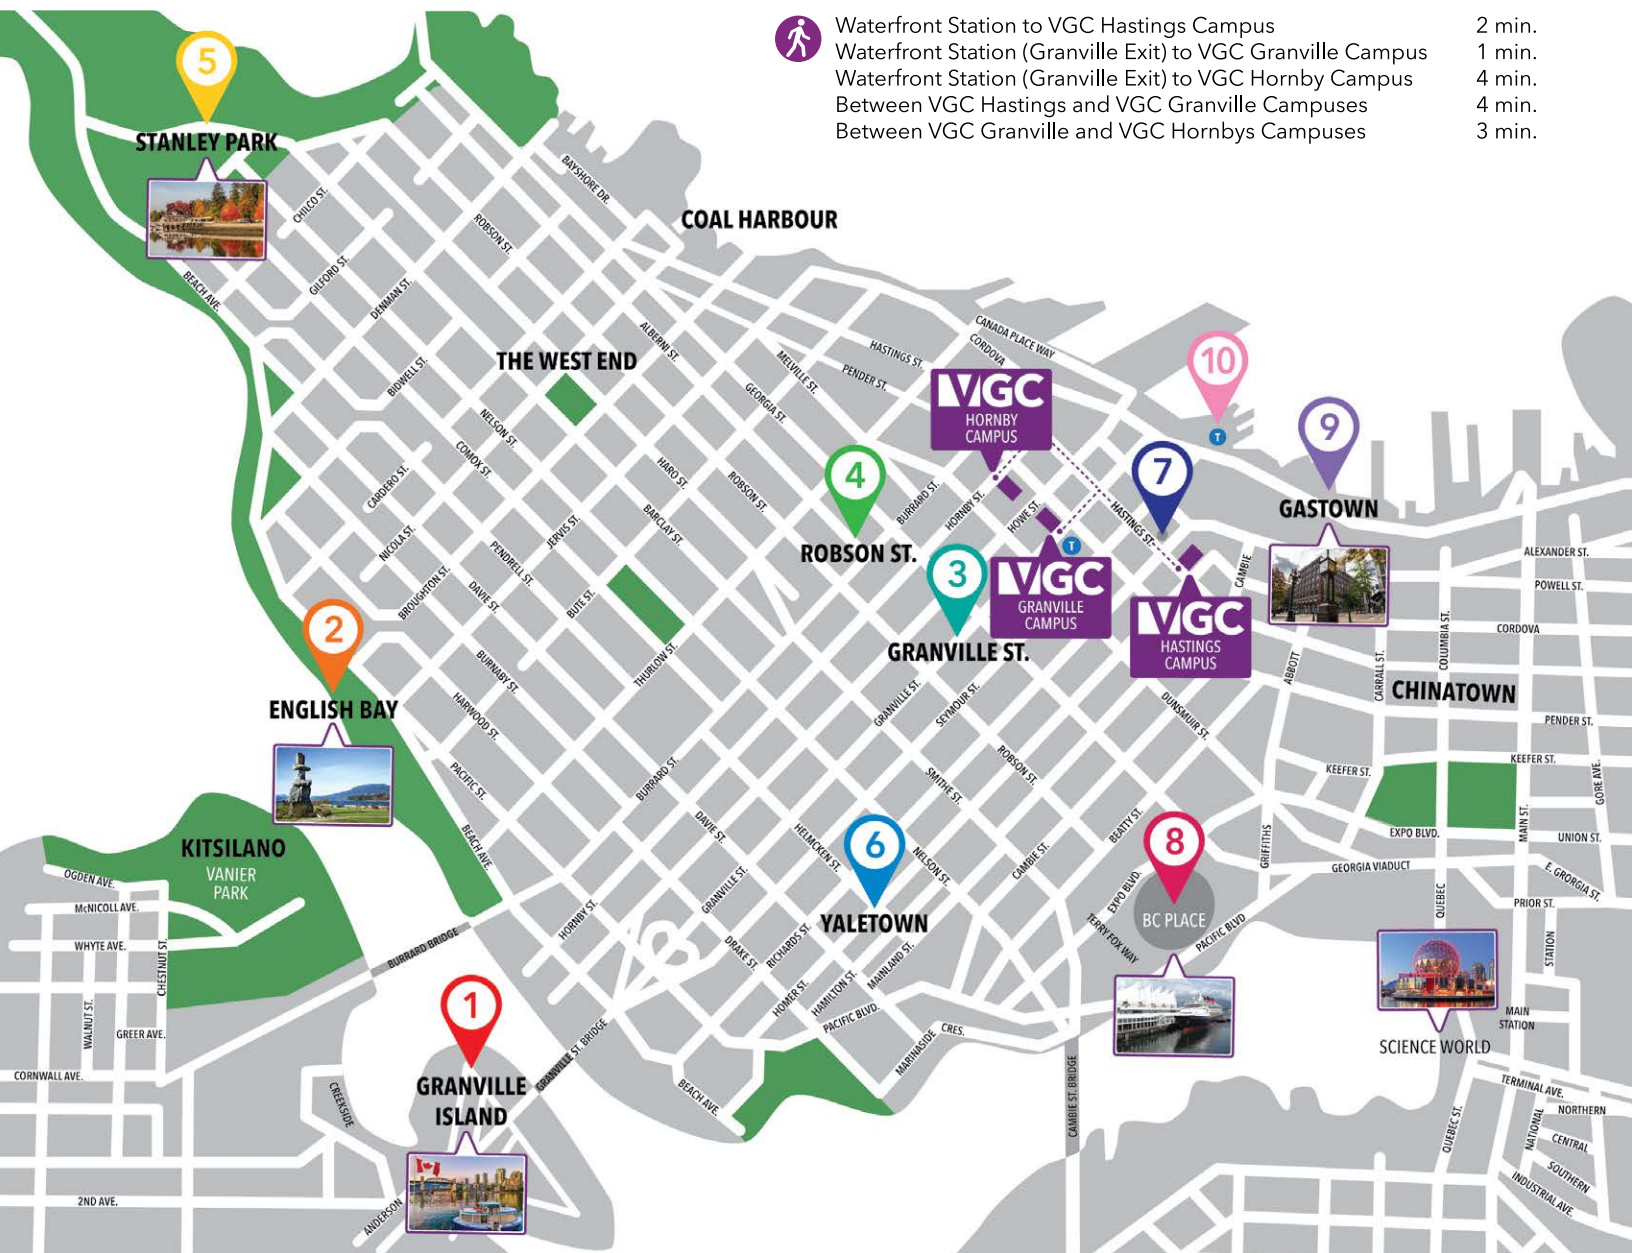 Waterfront Station to VGC Hastings Campus 2 min.
Waterfront Station (Granville Exit) to VGC Granville Campus 1 min.
Waterfront Station (Granville Exit) to VGC Hornby Campus 4 min.
Between VGC Hastings and VGC Granville Campuses 4 min.
Between VGC Granville and VGC Hornbys Campuses 3 min.
5
STANLEY PARK
CHILCO ST.
BAYSHORE DR.
ROBSON ST.
COAL HARBOUR
BEACH AVE.
GILFORD ST.
DENMAN ST.
ALBERNI ST.
MELVILLE ST.
HASTINGS ST.
PENDER ST.
CANADA PLACE WAY
CORDOVA
10
T
THE WEST END
BIDWELL ST.
GEORGIA ST.
NELSON ST.
COMOX ST.
VGC
HORNBY
CAMPUS
9
GASTOWN
4
ROBSON ST.
7
CARDERO ST.
HARO ST.
ROBSON ST.
BURRARD ST.
HORNBY ST.
HOWE ST.
HASTINGS ST.
NICOLA ST.
PENDRELL ST.
JERVIS ST.
BARCLAY ST.
T
3
GRANVILLE ST.
VGC
GRANVILLE
CAMPUS
VGC
HASTINGS
CAMPUS
CAMBIE
ALEXANDER ST.
POWELL ST.
CORDOVA
BROUGHTON ST.
DAVIE ST.
BUTE ST.
2
ENGLISH BAY
BURNABY ST.
THURLOW ST.
HARWOOD ST.
GRANVILLE ST.
SEYMOUR ST.
DUNSMUIR ST.
ABBOTT
CARRALL ST.
COLUMBIA ST.
CHINATOWN
PENDER ST.
KEEFER ST.
KEEFER ST.
GORE AVE.
PACIFIC ST.
BURRARD ST.
ROBSON ST.
SMITHE ST.
BEACH AVE.
DAVIE ST.
HELMCKEN ST.
6
YALETOWN
NELSON ST.
CAMBIE ST.
BEATTY ST.
8
BC PLACE
GRIFFITHS
EXPO BLVD.
MAIN ST.
UNION ST.
GEORGIA VIADUCT
E. GEORGIA ST.
KITSILANO
VANIER
PARK
OGDEN AVE.
McNICOLL AVE.
WHYTE AVE.
CHESTNUT ST.
WALNUT ST.
GREER AVE.
CORNWALL AVE.
BURRARD BRIDGE
HORNBY ST.
GRANVILLE ST.
DRAKE ST.
RICHARDS ST.
HOMER ST.
HAMILTON ST.
MAINLAND ST.
PACIFIC BLVD.
EXPO BLVD.
TERRY FOX WAY
PACIFIC BLVD
QUEBEC
PRIOR ST.
STATION
MAIN
STATION
SCIENCE WORLD
1
GRANVILLE
ISLAND
GRANVILLE ST. BRIDGE
CREEKSIDE
BEACH AVE.
MARINASIDE
CRES.
CAMBIE ST. BRIDGE
TERMINAL AVE.
NORTHERN
QUEBEC ST.
NATIONAL
CENTRAL
SOUTHERN
INDUSTRIAL AVE.
2ND AVE.
ANDERSON